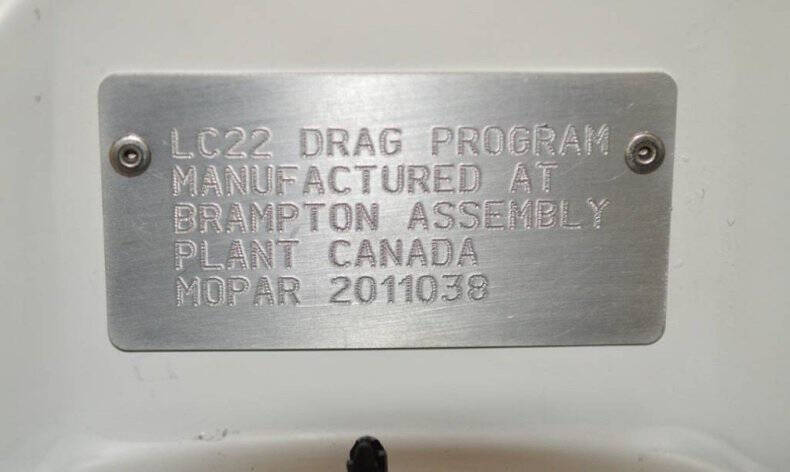 LC22 DRAG PROGRAM
MANUFACTURED AT
BRAMPTON ASSEMBLY
PLANT CANADA
MOPAR 2011038